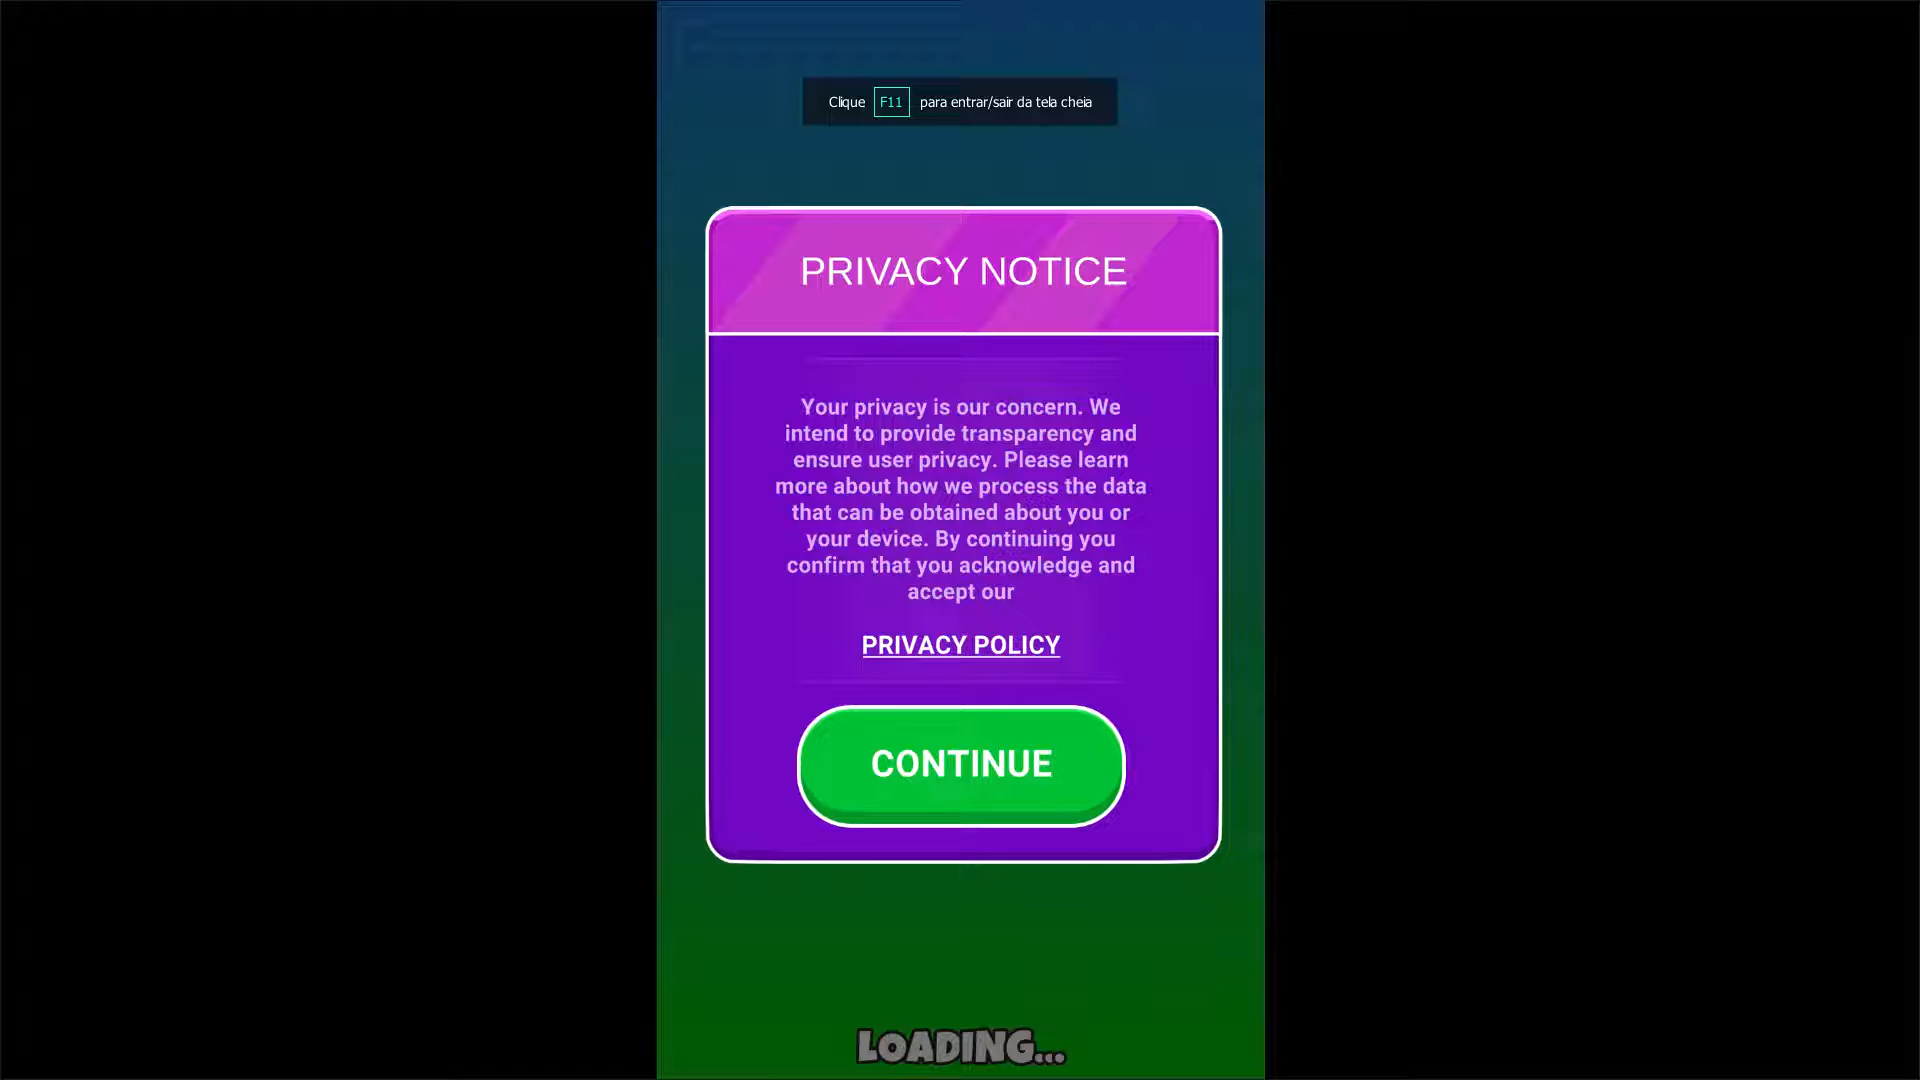 Clique F11 para entrar/sair da tela cheia
PRIVACY NOTICE
Your privacy is our concern. We
intend to provide transparency and
ensure user privacy. Please learn
more about how we process the data
that can be obtained about you or
your device. By continuing you
confirm that you acknowledge and
accept our
PRIVACY POLICY
CONTINUE
LOADING...